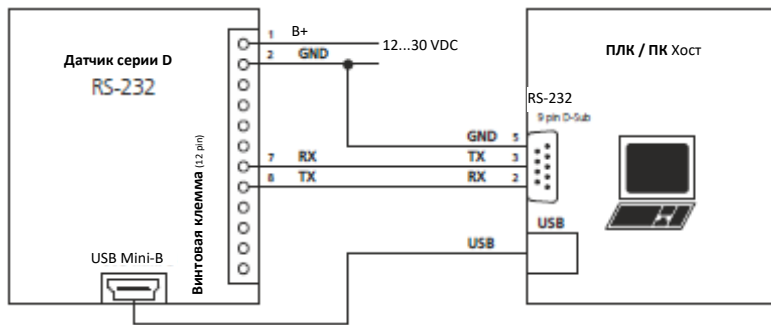 Датчик серии D
RS-232
Винтовая клемма (12 pin)
1 B+
2 GND
12...30 VDC
7 RX
8 TX
USB Mini-B
ПЛК / ПК Хост
RS-232
9 pin D-Sub
GND 5
TX 3
RX 2
USB
USB